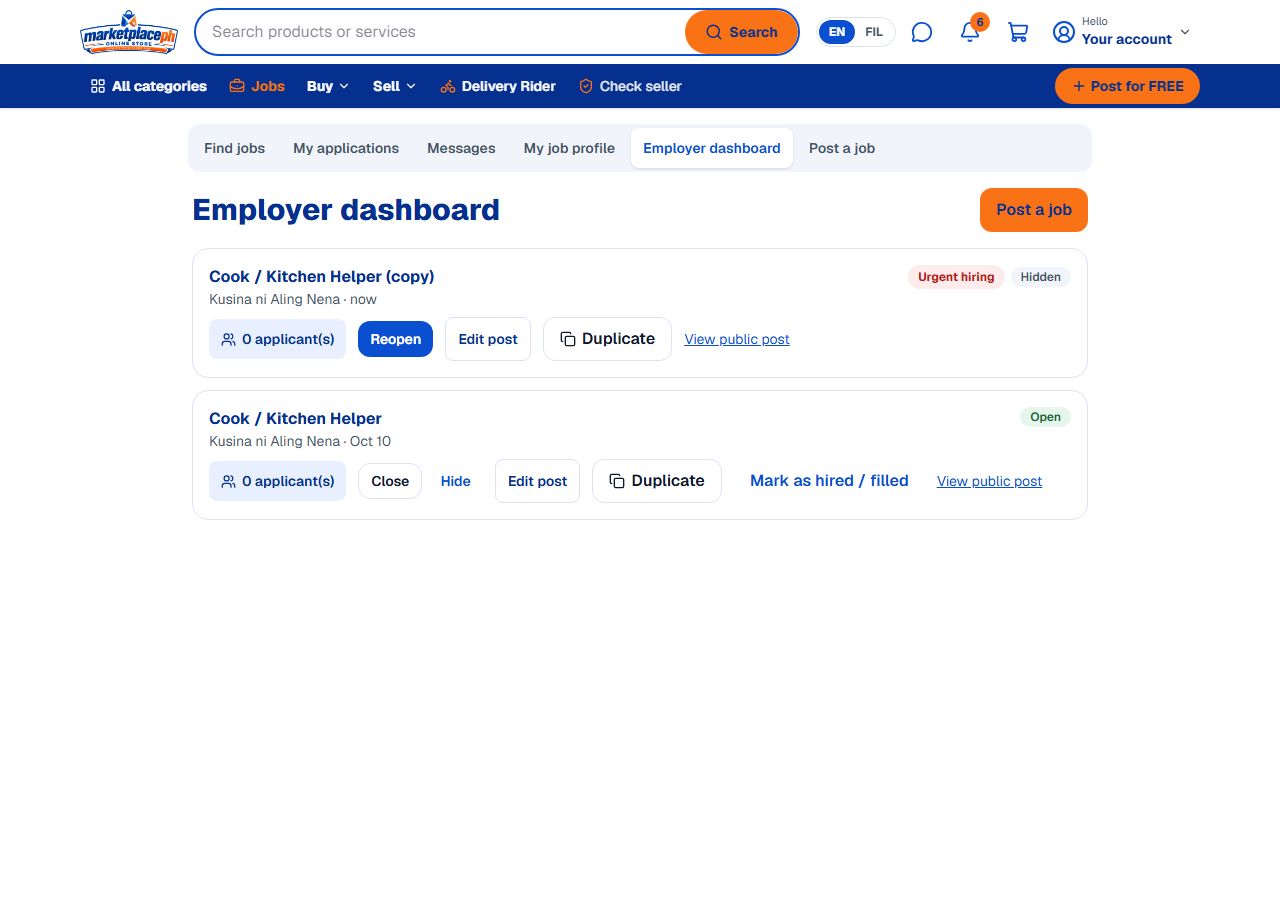 marketplaceph
ONLINE STORE
Search products or services
Search
EN
FIL
6
Hello
Your account
All categories
Jobs
Buy
Sell
Delivery Rider
Check seller
+ Post for FREE
Find jobs
My applications
Messages
My job profile
Employer dashboard
Post a job
Employer dashboard
Post a job
Cook / Kitchen Helper (copy)
Urgent hiring
Hidden
Kusina ni Aling Nena · now
0 applicant(s)
Reopen
Edit post
Duplicate
View public post
Cook / Kitchen Helper
Open
Kusina ni Aling Nena · Oct 10
0 applicant(s)
Close
Hide
Edit post
Duplicate
Mark as hired / filled
View public post